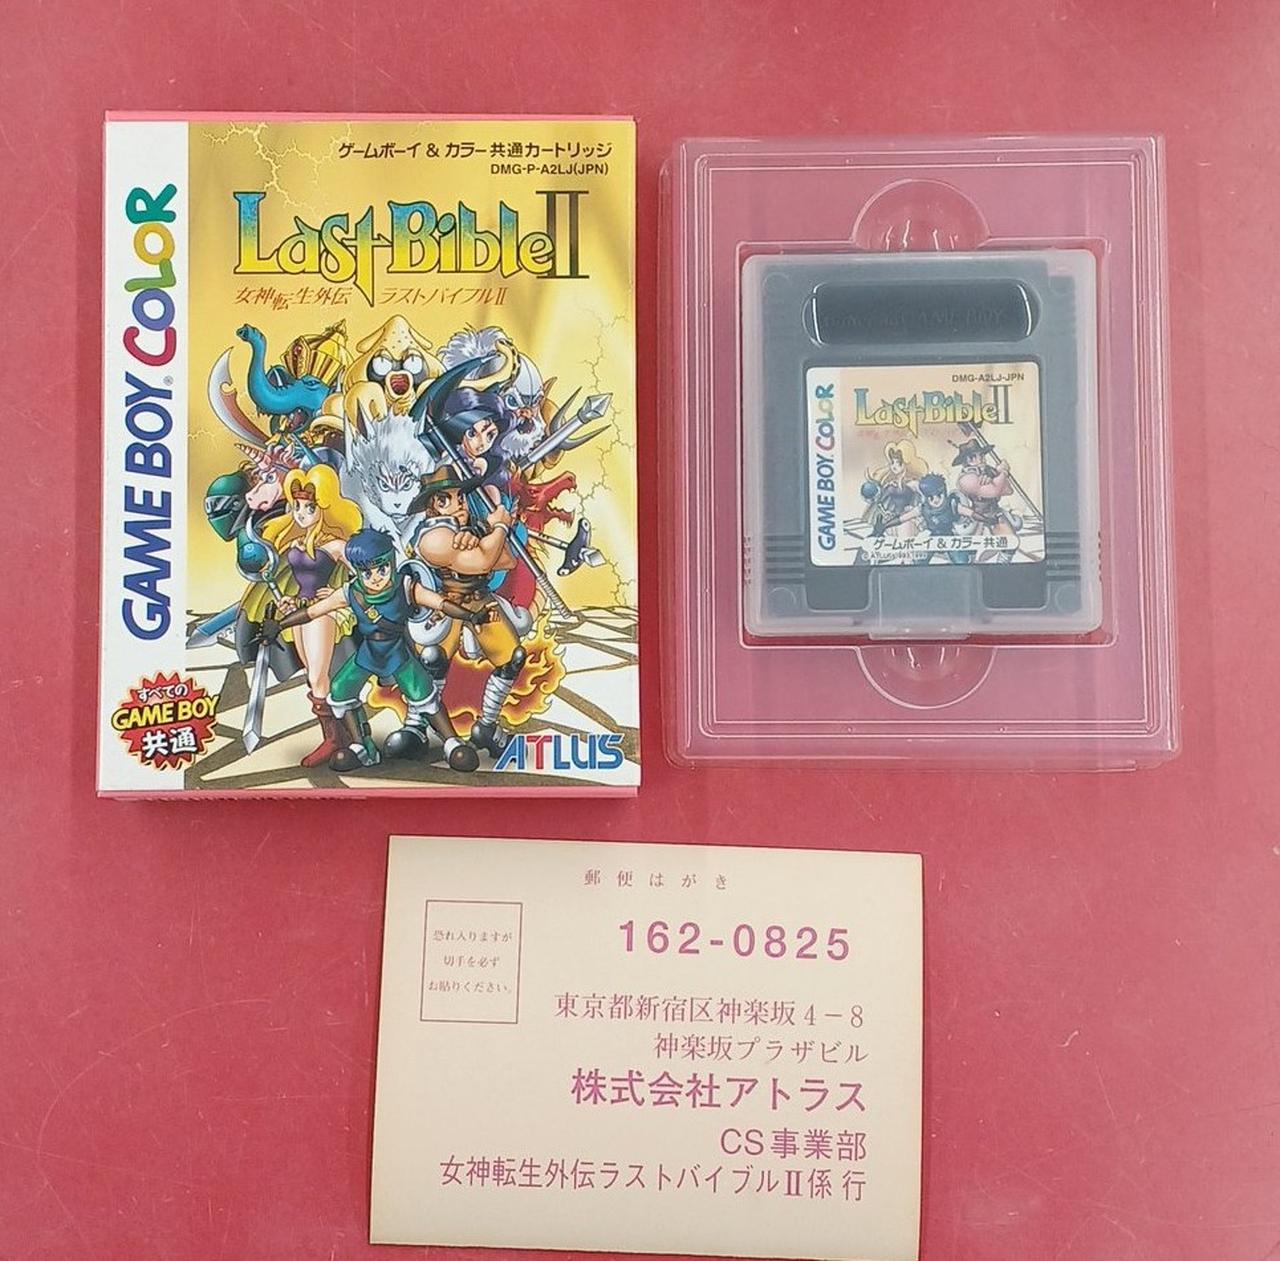 GAME BOY COLOR
ゲームボーイ & カラー共通カートリッジ
DMG-P-A2LJ(JPN)
Last Bible II
女神転生外伝 ラストバイブルII
すべての
GAME BOY
共通
ATLUS
DMG-A2LJ-JPN
GAME BOY COLOR
Last Bible II
ゲームボーイ & カラー共通
郵便はがき
恐れ入りますが
切手を必ず
お貼りください。
162-0825
東京都新宿区神楽坂4-8
神楽坂プラザビル
株式会社アトラス
CS事業部
女神転生外伝ラストバイブルII係 行